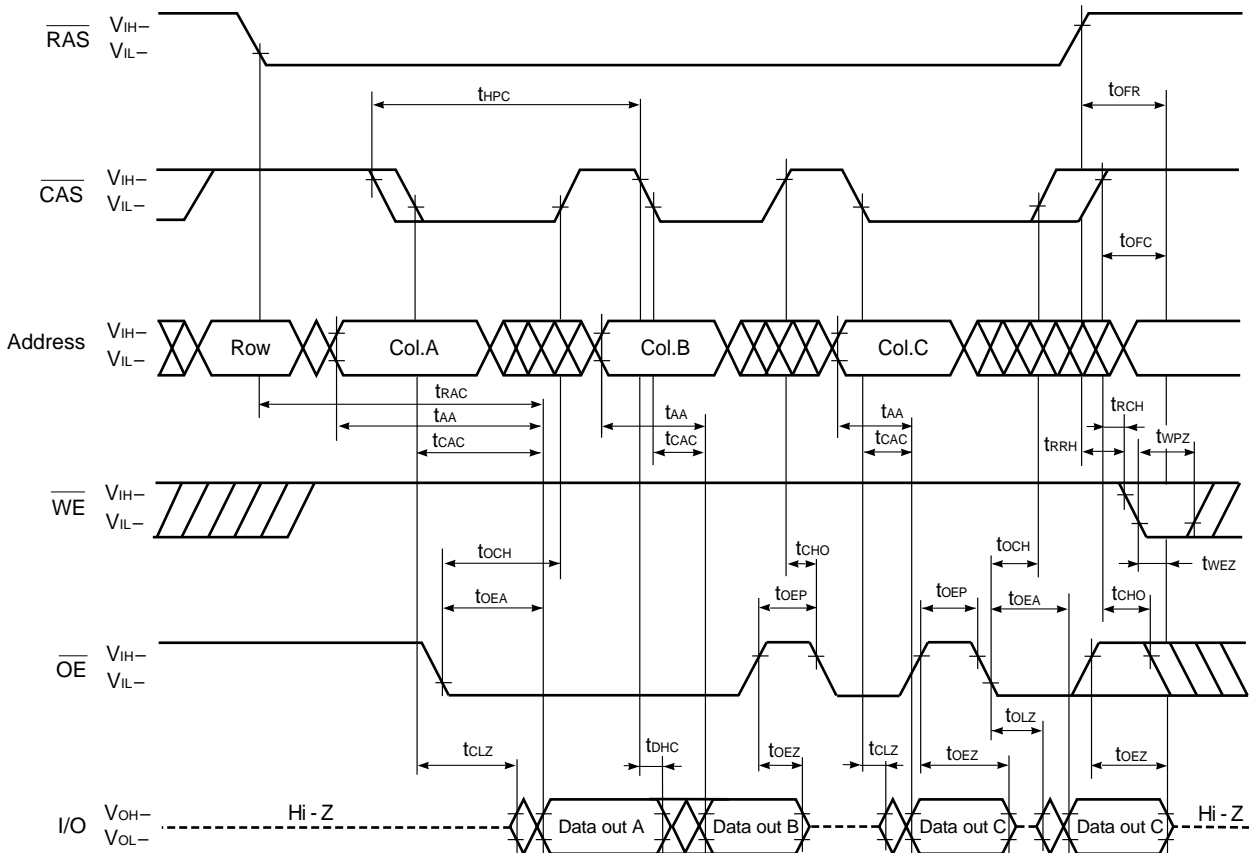 RAS VIH– VIL–
tHPC tOFR
CAS VIH– VIL–
tOFC
Address VIH– VIL– Row Col.A Col.B Col.C
tRAC
tAA tAA tAA tRCH
tCAC tCAC tCAC tRRH tWPZ
WE VIH– VIL–
tOCH tCHO tOCH tWEZ
tOEA tOEP tOEP tOEA tCHO
OE VIH– VIL–
tOLZ
tCLZ tDHC tOEZ tCLZ tOEZ tOEZ
I/O VOH– VOL– Hi - Z Data out A Data out B Data out C Data out C Hi - Z